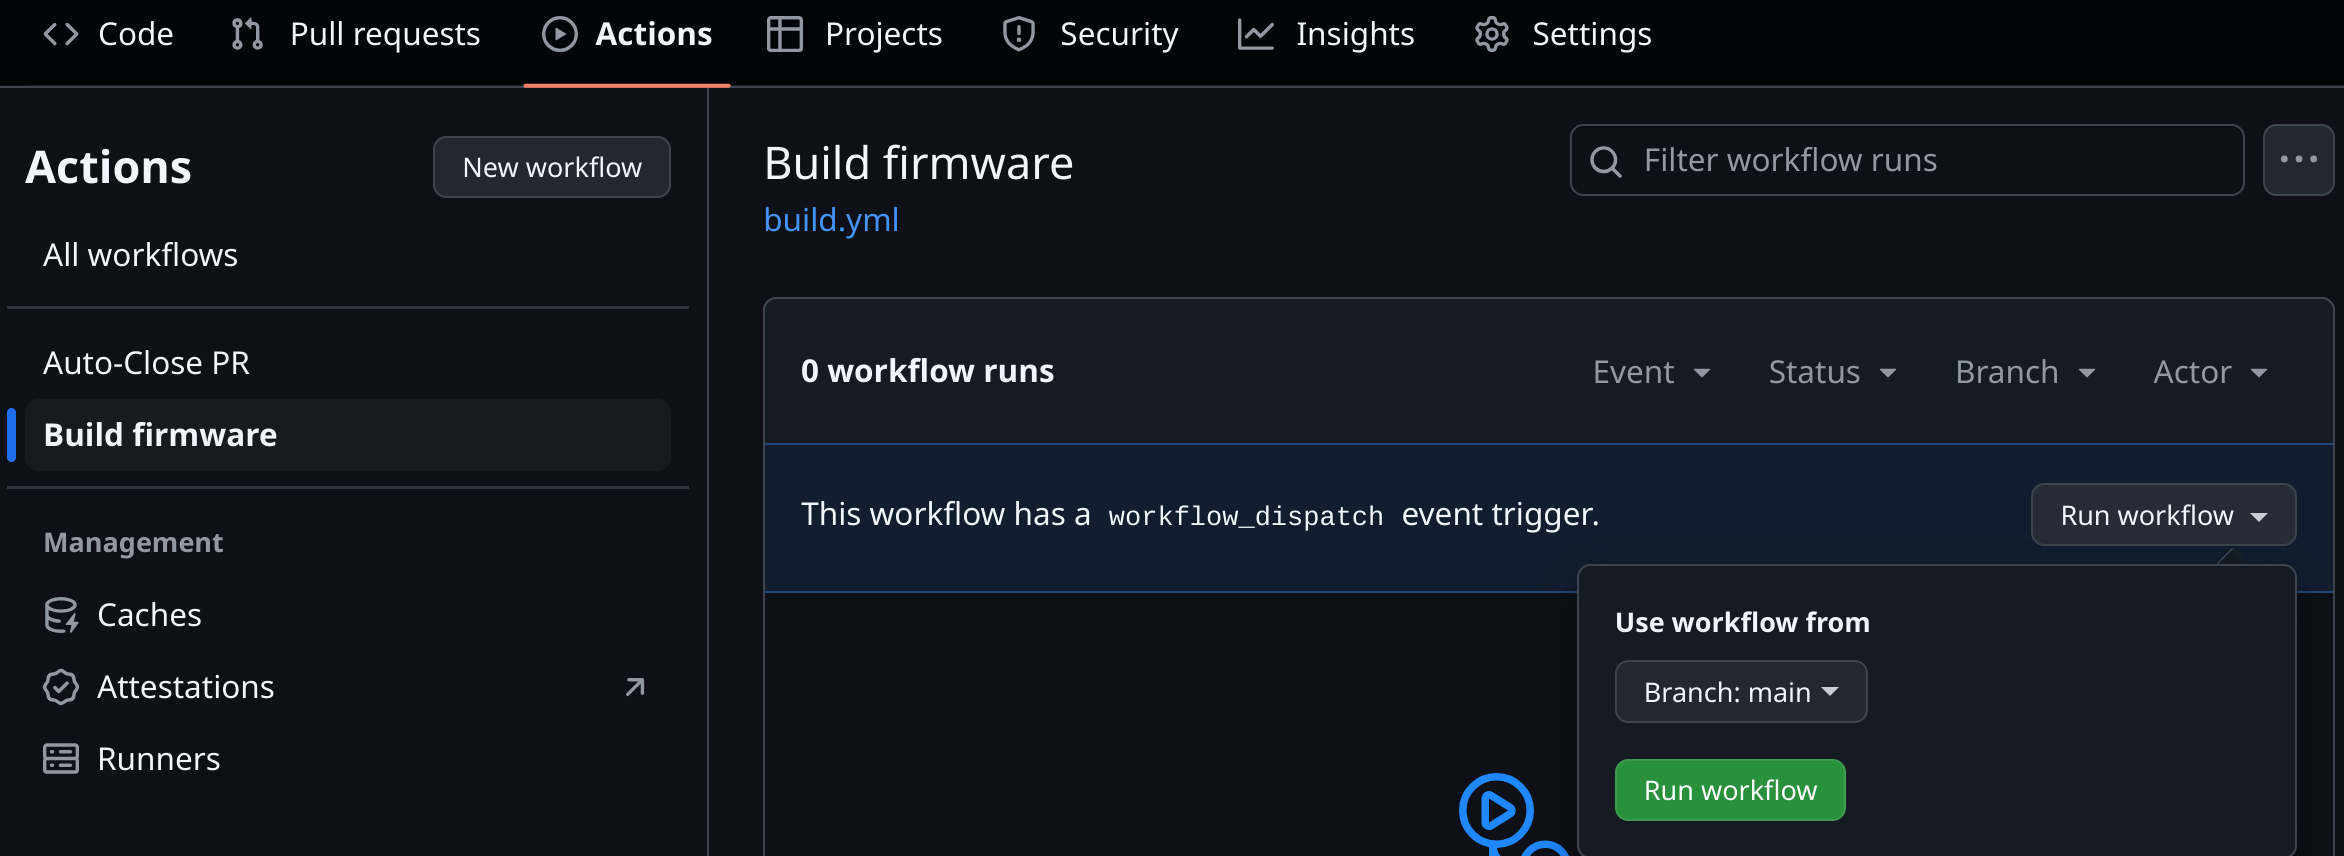 Code Pull requests Actions Projects Security Insights Settings
Actions
New workflow
All workflows
Auto-Close PR
Build firmware
Management
Caches
Attestations
Runners
Build firmware
build.yml
Filter workflow runs
0 workflow runs
Event Status Branch Actor
This workflow has a workflow_dispatch event trigger.
Run workflow
Use workflow from
Branch: main
Run workflow